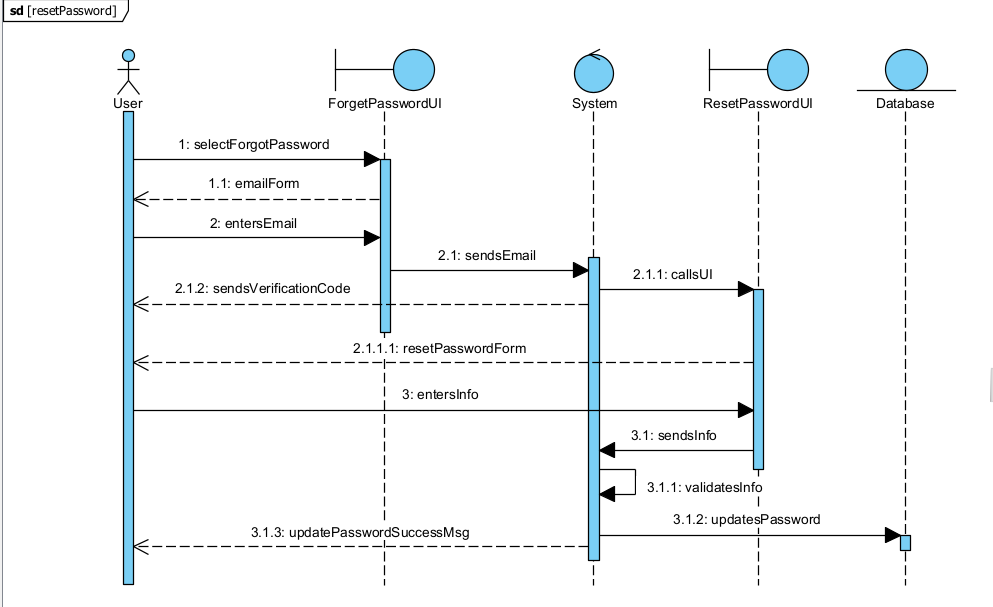 sd [resetPassword]
User
ForgetPasswordUI
System
ResetPasswordUI
Database
1: selectForgotPassword
1.1: emailForm
2: entersEmail
2.1: sendsEmail
2.1.1: callsUI
2.1.2: sendsVerificationCode
2.1.1.1: resetPasswordForm
3: entersInfo
3.1: sendsInfo
3.1.1: validatesInfo
3.1.2: updatesPassword
3.1.3: updatePasswordSuccessMsg